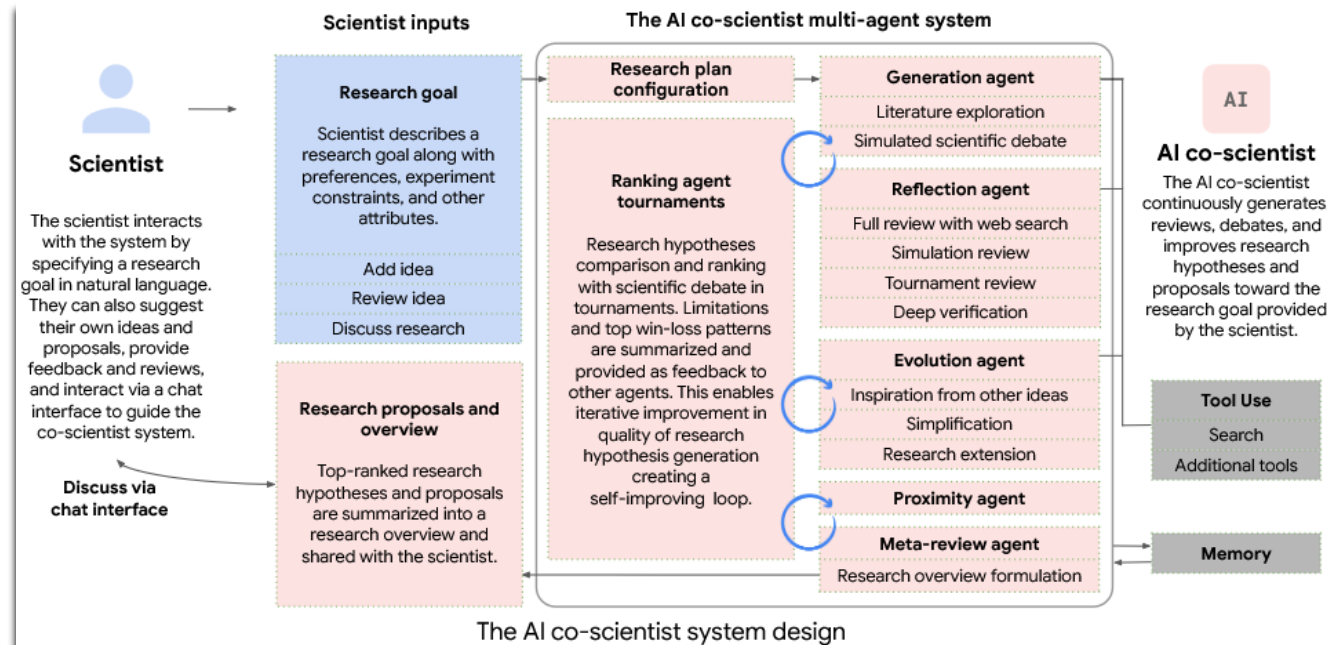 Scientist inputs
The AI co-scientist multi-agent system
Scientist
The scientist interacts
with the system by
specifying a research
goal in natural language.
They can also suggest
their own ideas and
proposals, provide
feedback and reviews,
and interact via a chat
interface to guide the
co-scientist system.
Discuss via
chat interface
Research goal
Scientist describes a
research goal along with
preferences, experiment
constraints, and other
attributes.
Add idea
Review idea
Discuss research
Research proposals and
overview
Top-ranked research
hypotheses and proposals
are summarized into a
research overview and
shared with the scientist.
Research plan
configuration
Ranking agent
tournaments
Research hypotheses
comparison and ranking
with scientific debate in
tournaments. Limitations
and top win-loss patterns
are summarized and
provided as feedback to
other agents. This enables
iterative improvement in
quality of research
hypothesis generation
creating a
self-improving loop.
Generation agent
Literature exploration
Simulated scientific debate
Reflection agent
Full review with web search
Simulation review
Tournament review
Deep verification
Evolution agent
Inspiration from other ideas
Simplification
Research extension
Proximity agent
Meta-review agent
Research overview formulation
AI
AI co-scientist
The AI co-scientist
continuously generates
reviews, debates, and
improves research
hypotheses and
proposals toward the
research goal provided
by the scientist.
Tool Use
Search
Additional tools
Memory
The AI co-scientist system design